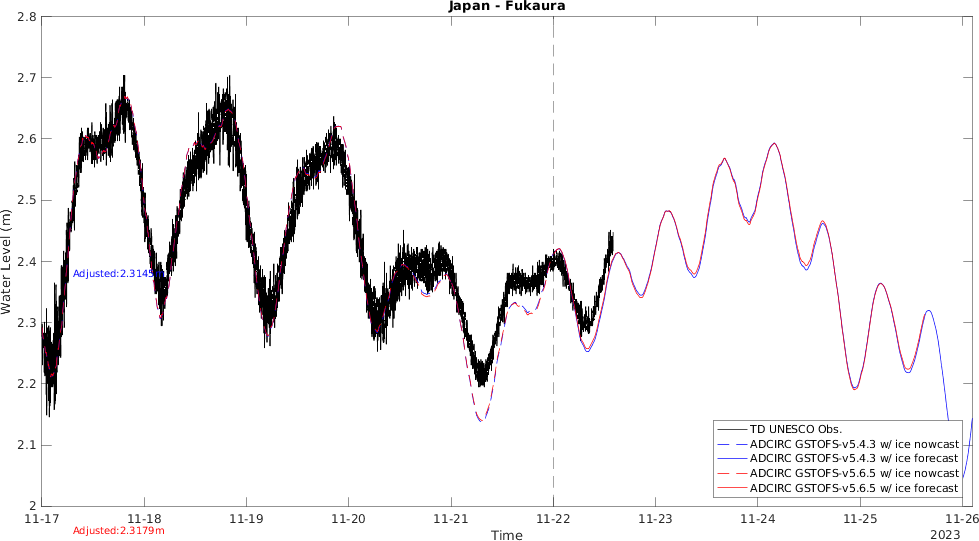 Japan - Fukaura
2.8
2.7
2.6
2.5
2.4
2.3
2.2
2.1
2
Water Level (m)
Adjusted:2.3145m
TD UNESCO Obs.
ADCIRC GSTOFS-v5.4.3 w/ ice nowcast
ADCIRC GSTOFS-v5.4.3 w/ ice forecast
ADCIRC GSTOFS-v5.6.5 w/ ice nowcast
ADCIRC GSTOFS-v5.6.5 w/ ice forecast
11-17 11-18 11-19 11-20 11-21 11-22 11-23 11-24 11-25 11-26
Adjusted:2.3179m
Time
2023